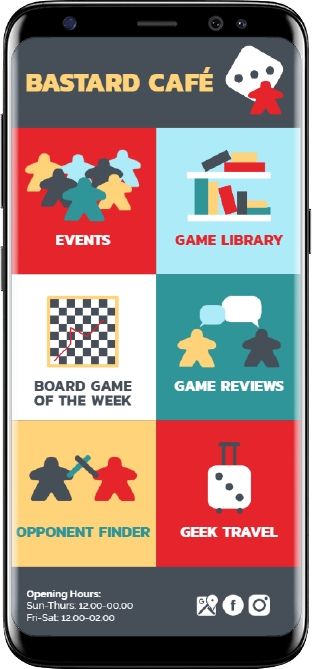 BASTARD CAFÉ
EVENTS
GAME LIBRARY
BOARD GAME
OF THE WEEK
GAME REVIEWS
OPPONENT FINDER
GEEK TRAVEL
Opening Hours:
Sun-Thurs: 12.00-00.00
Fri-Sat: 12.00-02.00